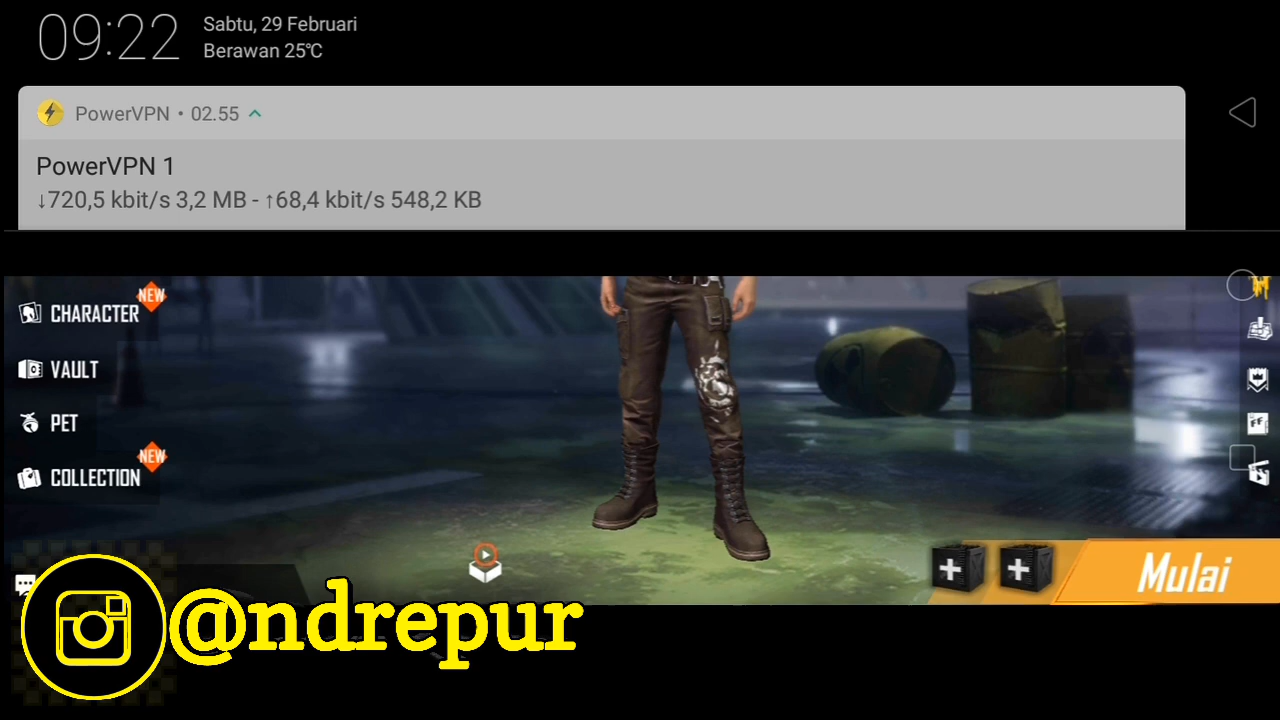 09:22
Sabtu, 29 Februari
Berawan 25℃
PowerVPN • 02.55
PowerVPN 1
↓720,5 kbit/s 3,2 MB - ↑68,4 kbit/s 548,2 KB
CHARACTER NEW
VAULT
PET
COLLECTION NEW
FF
Mulai
@ndrepur